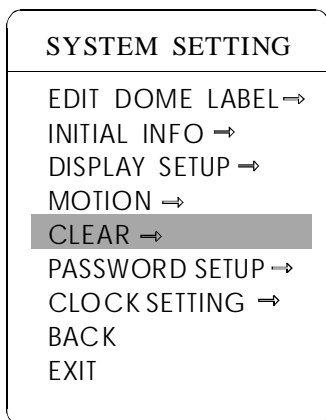 SYSTEM SETTING
EDIT DOME LABEL⇒
INITIAL INFO ⇒
DISPLAY SETUP ⇒
MOTION ⇒
CLEAR ⇒
PASSWORD SETUP ⇒
CLOCK SETTING ⇒
BACK
EXIT